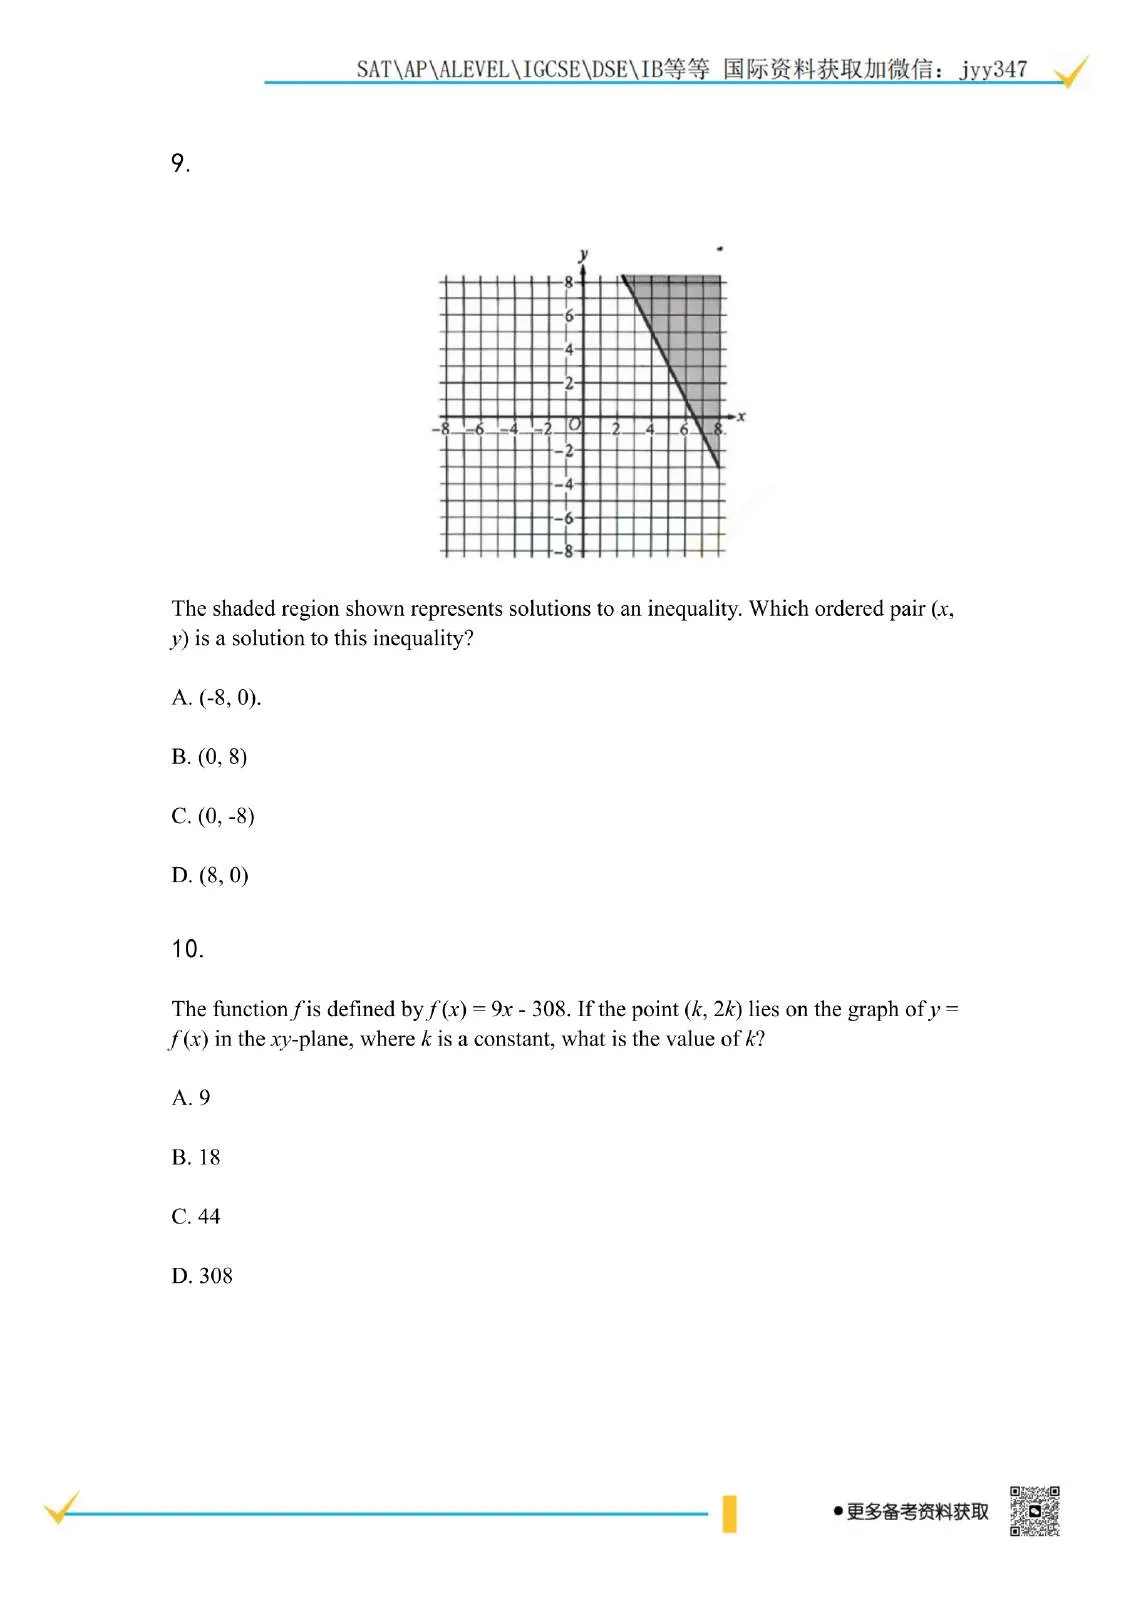 SAT\AP\ALEVEL\IGCSE\DSE\IB等等 国际资料获取加微信：jyy347
9.
y
8
6
4
2
-8 -6 -4 -2 O 2 4 6 8 x
-2
-4
-6
-8
The shaded region shown represents solutions to an inequality. Which ordered pair (x,
y) is a solution to this inequality?
A. (-8, 0).
B. (0, 8)
C. (0, -8)
D. (8, 0)
10.
The function f is defined by f (x) = 9x - 308. If the point (k, 2k) lies on the graph of y =
f (x) in the xy-plane, where k is a constant, what is the value of k?
A. 9
B. 18
C. 44
D. 308
●更多备考资料获取